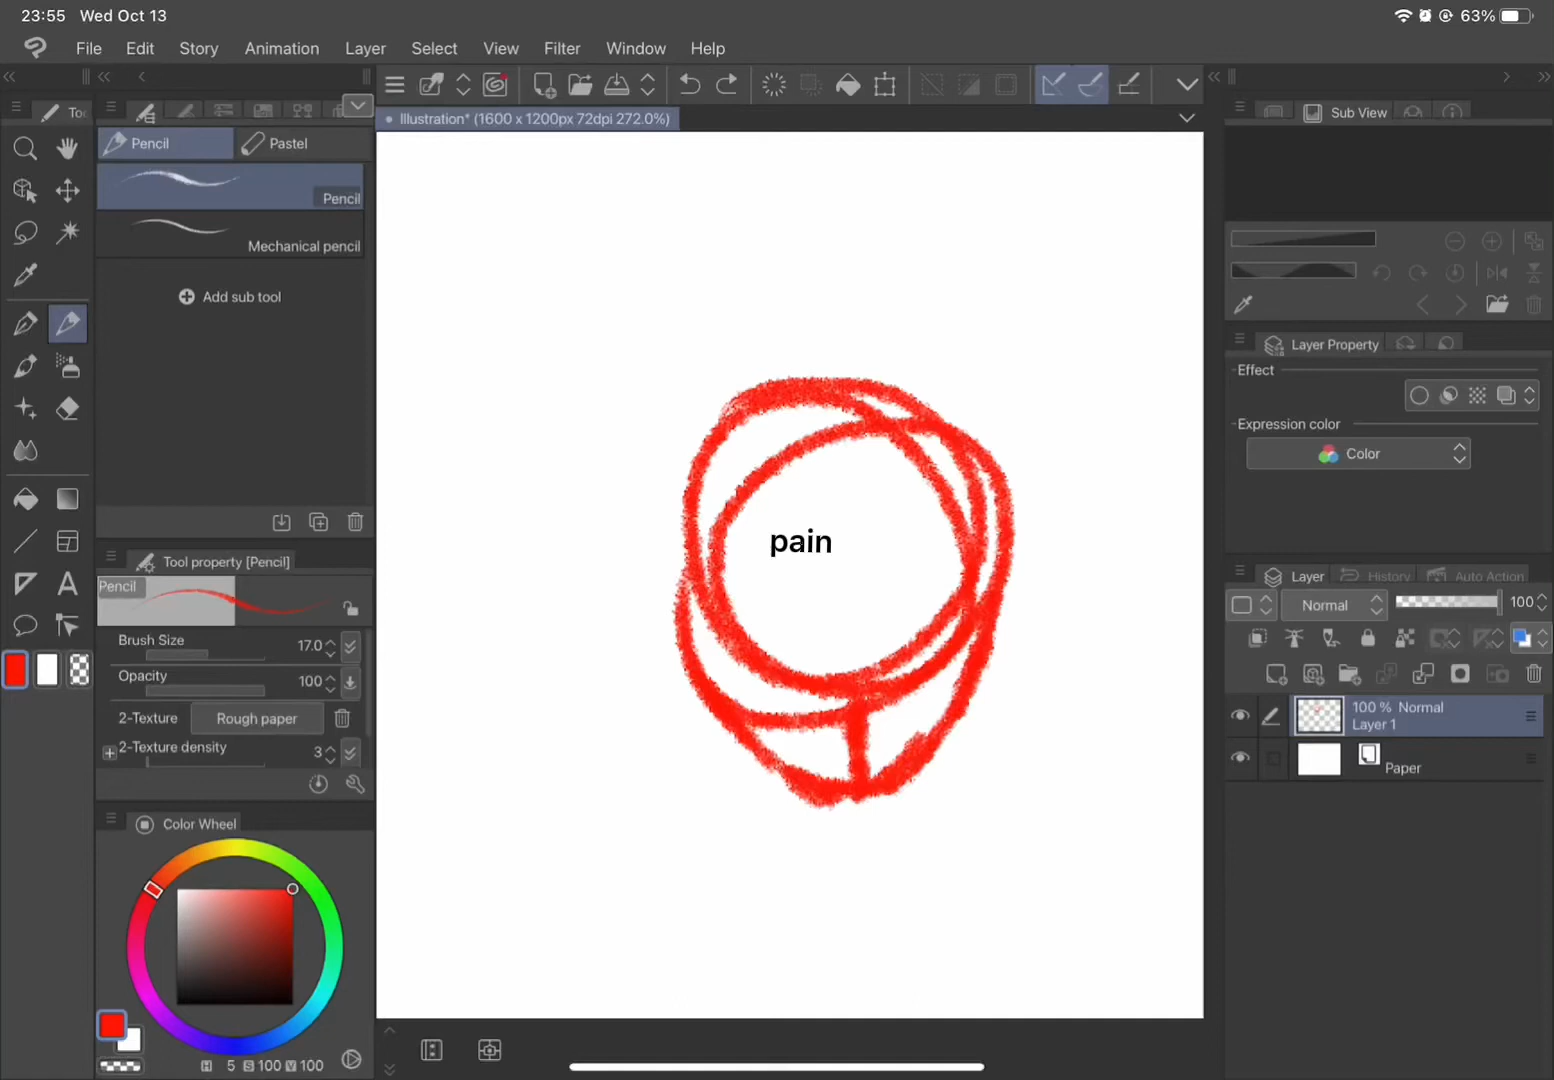 23:55 Wed Oct 13
63%
File Edit Story Animation Layer Select View Filter Window Help
Illustration* (1600 x 1200px 72dpi 272.0%)
Pencil
Pastel
Pencil
Mechanical pencil
Add sub tool
Tool property [Pencil]
Pencil
Brush Size 17.0
Opacity 100
2-Texture Rough paper
2-Texture density 3
Color Wheel
H 5 S 100 V 100
pain
Sub View
Layer Property
Effect
Expression color
Color
Layer History Auto Action
Normal 100
100 % Normal
Layer 1
Paper